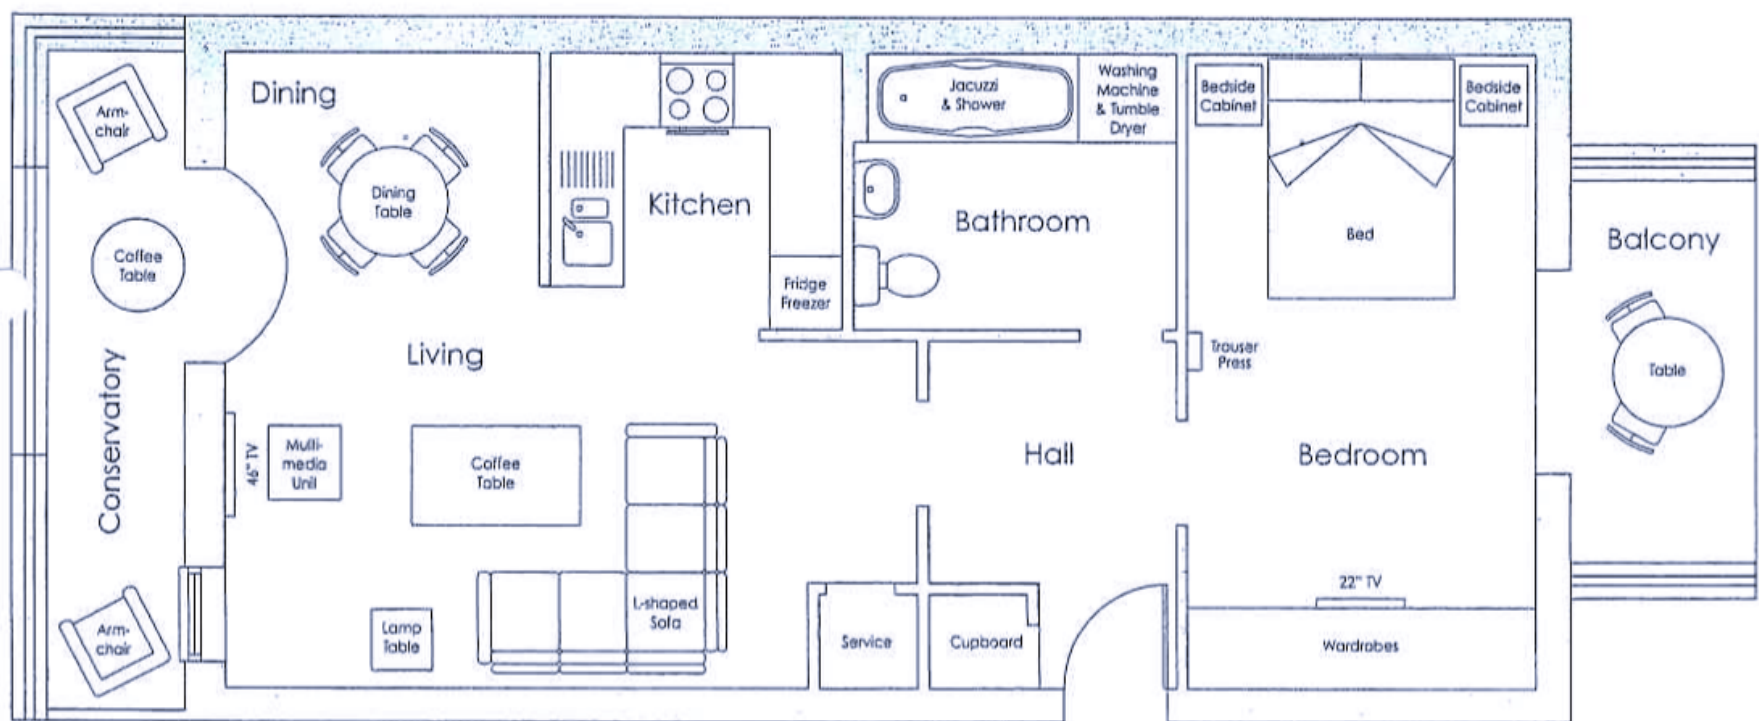 Dining
Arm-
chair
Dining
Table
Coffee
Table
Kitchen
Fridge
Freezer
Jacuzzi
& Shower
Washing
Machine
& Tumble
Dryer
Bathroom
Bedside
Cabinet
Bedside
Cabinet
Bed
Balcony
Table
Trouser
Press
Living
Conservatory
46" TV
Multi-
media
Unit
Coffee
Table
Hall
Bedroom
Arm-
chair
Lamp
Table
L-shaped
Sofa
Service
Cupboard
22" TV
Wardrobes